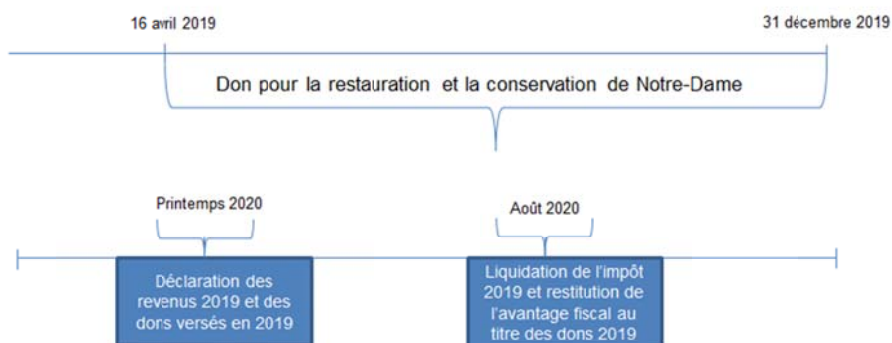 16 avril 2019
31 décembre 2019
Don pour la restauration et la conservation de Notre-Dame
Printemps 2020
Août 2020
Déclaration des
revenus 2019 et des
dons versés en 2019
Liquidation de l'impôt
2019 et restitution de
l'avantage fiscal au
titre des dons 2019